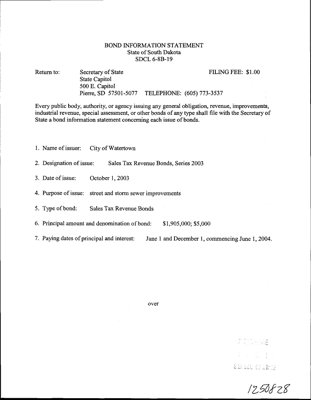 BOND INFORMATION STATEMENT
State of South Dakota
SDCL 6-8B-19
Return to: Secretary of State FILING FEE: $1.00
State Capitol
500 E. Capitol
Pierre, SD 57501-5077 TELEPHONE: (605) 773-3537
Every public body, authority, or agency issuing any general obligation, revenue, improvements,
industrial revenue, special assessment, or other bonds of any type shall file with the Secretary of
State a bond information statement concerning each issue of bonds.
1. Name of issuer: City of Watertown
2. Designation of issue: Sales Tax Revenue Bonds, Series 2003
3. Date of issue: October 1, 2003
4. Purpose of issue: street and storm sewer improvements
5. Type of bond: Sales Tax Revenue Bonds
6. Principal amount and denomination of bond: $1,905,000; $5,000
7. Paying dates of principal and interest: June 1 and December 1, commencing June 1, 2004.
over
1250828